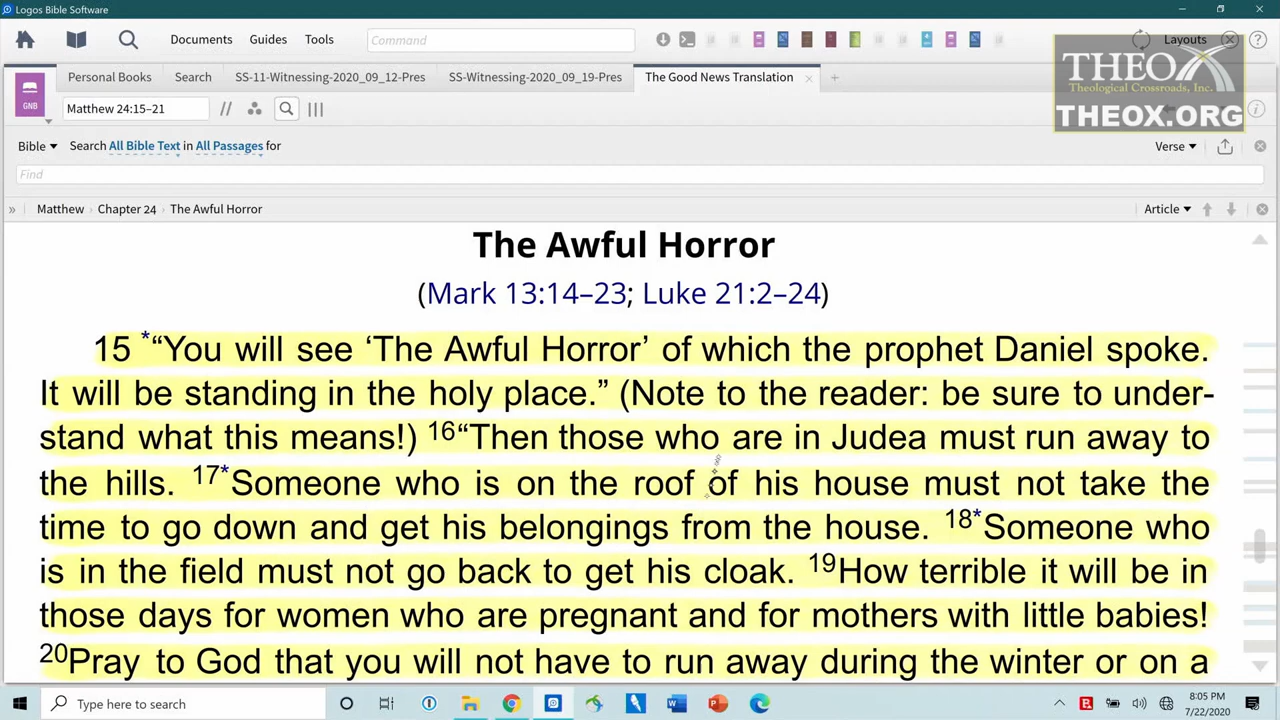 Logos Bible Software
Documents Guides Tools Command Layouts
THEOX
Theological Crossroads, Inc.
THEOX.ORG
GNB
Personal Books Search SS-11-Witnessing-2020_09_12-Pres SS-Witnessing-2020_09_19-Pres The Good News Translation
Matthew 24:15–21
Bible Search All Bible Text in All Passages for Verse
Find
» Matthew › Chapter 24 › The Awful Horror Article
The Awful Horror
(Mark 13:14–23; Luke 21:2–24)
15 *“You will see ‘The Awful Horror’ of which the prophet Daniel spoke.
It will be standing in the holy place.” (Note to the reader: be sure to under-
stand what this means!) 16“Then those who are in Judea must run away to
the hills. 17*Someone who is on the roof of his house must not take the
time to go down and get his belongings from the house. 18*Someone who
is in the field must not go back to get his cloak. 19How terrible it will be in
those days for women who are pregnant and for mothers with little babies!
20Pray to God that you will not have to run away during the winter or on a
Type here to search
8:05 PM
7/22/2020